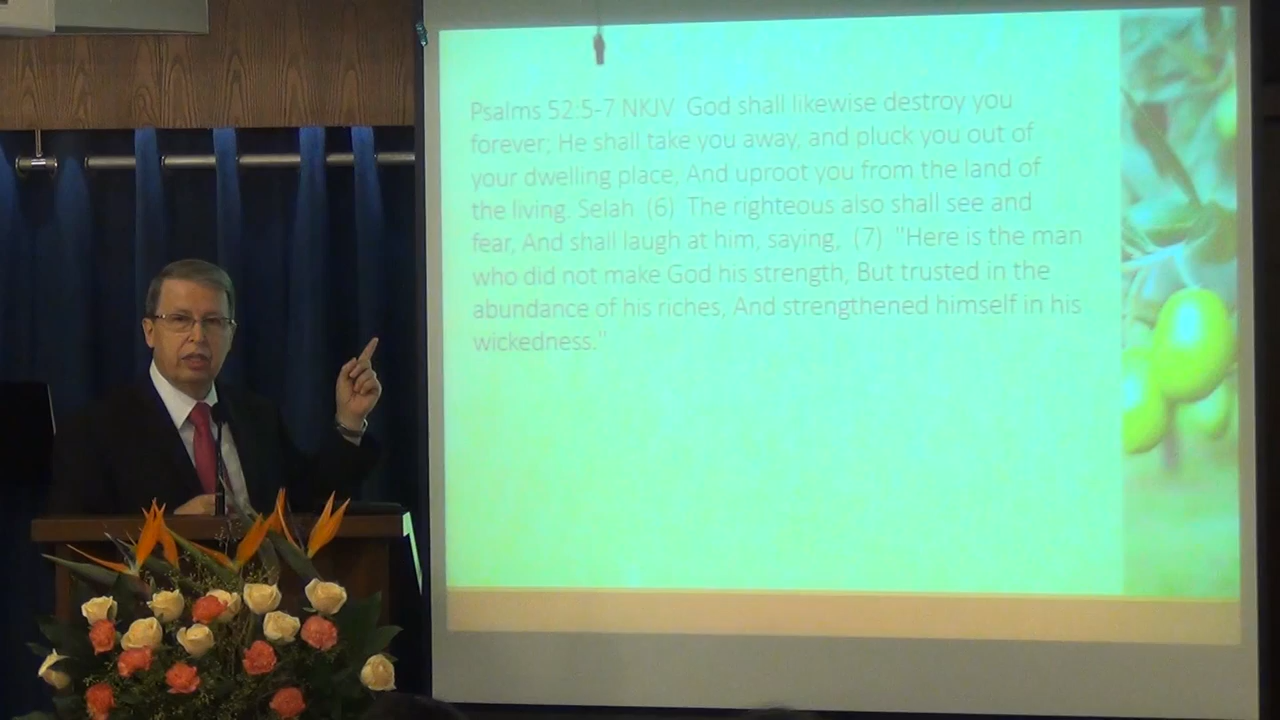 Psalms 52:5-7 NKJV God shall likewise destroy you
forever; He shall take you away, and pluck you out of
your dwelling place, And uproot you from the land of
the living. Selah (6) The righteous also shall see and
fear, And shall laugh at him, saying, (7) "Here is the man
who did not make God his strength, But trusted in the
abundance of his riches, And strengthened himself in his
wickedness."